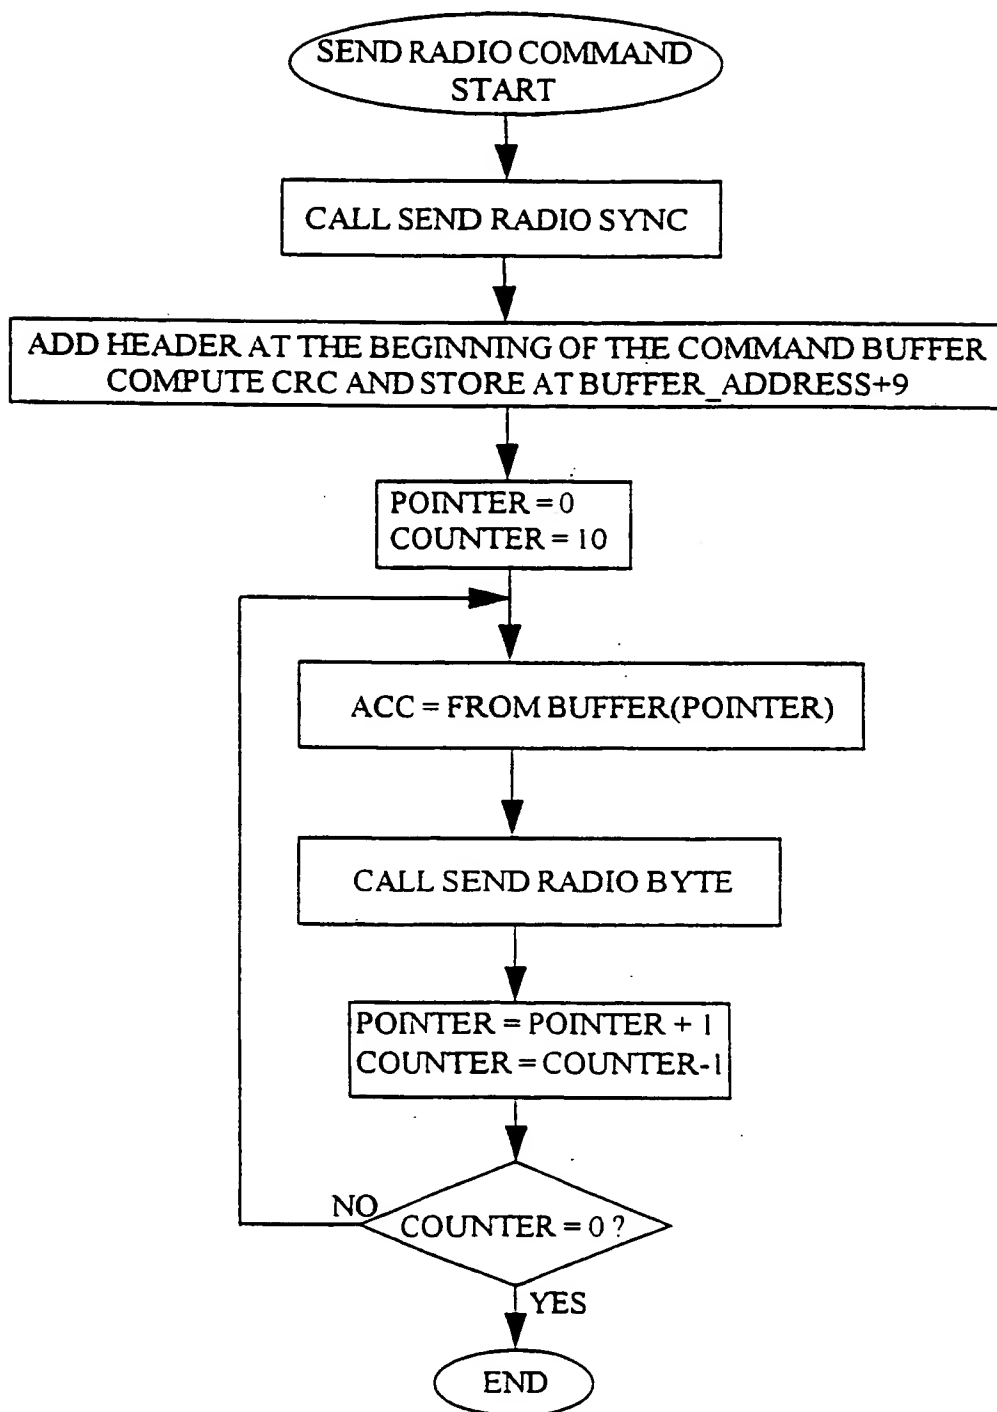 SEND RADIO COMMAND
START
CALL SEND RADIO SYNC
ADD HEADER AT THE BEGINNING OF THE COMMAND BUFFER
COMPUTE CRC AND STORE AT BUFFER_ADDRESS+9
POINTER = 0
COUNTER = 10
ACC = FROM BUFFER(POINTER)
CALL SEND RADIO BYTE
POINTER = POINTER + 1
COUNTER = COUNTER-1
NO
COUNTER = 0 ?
YES
END